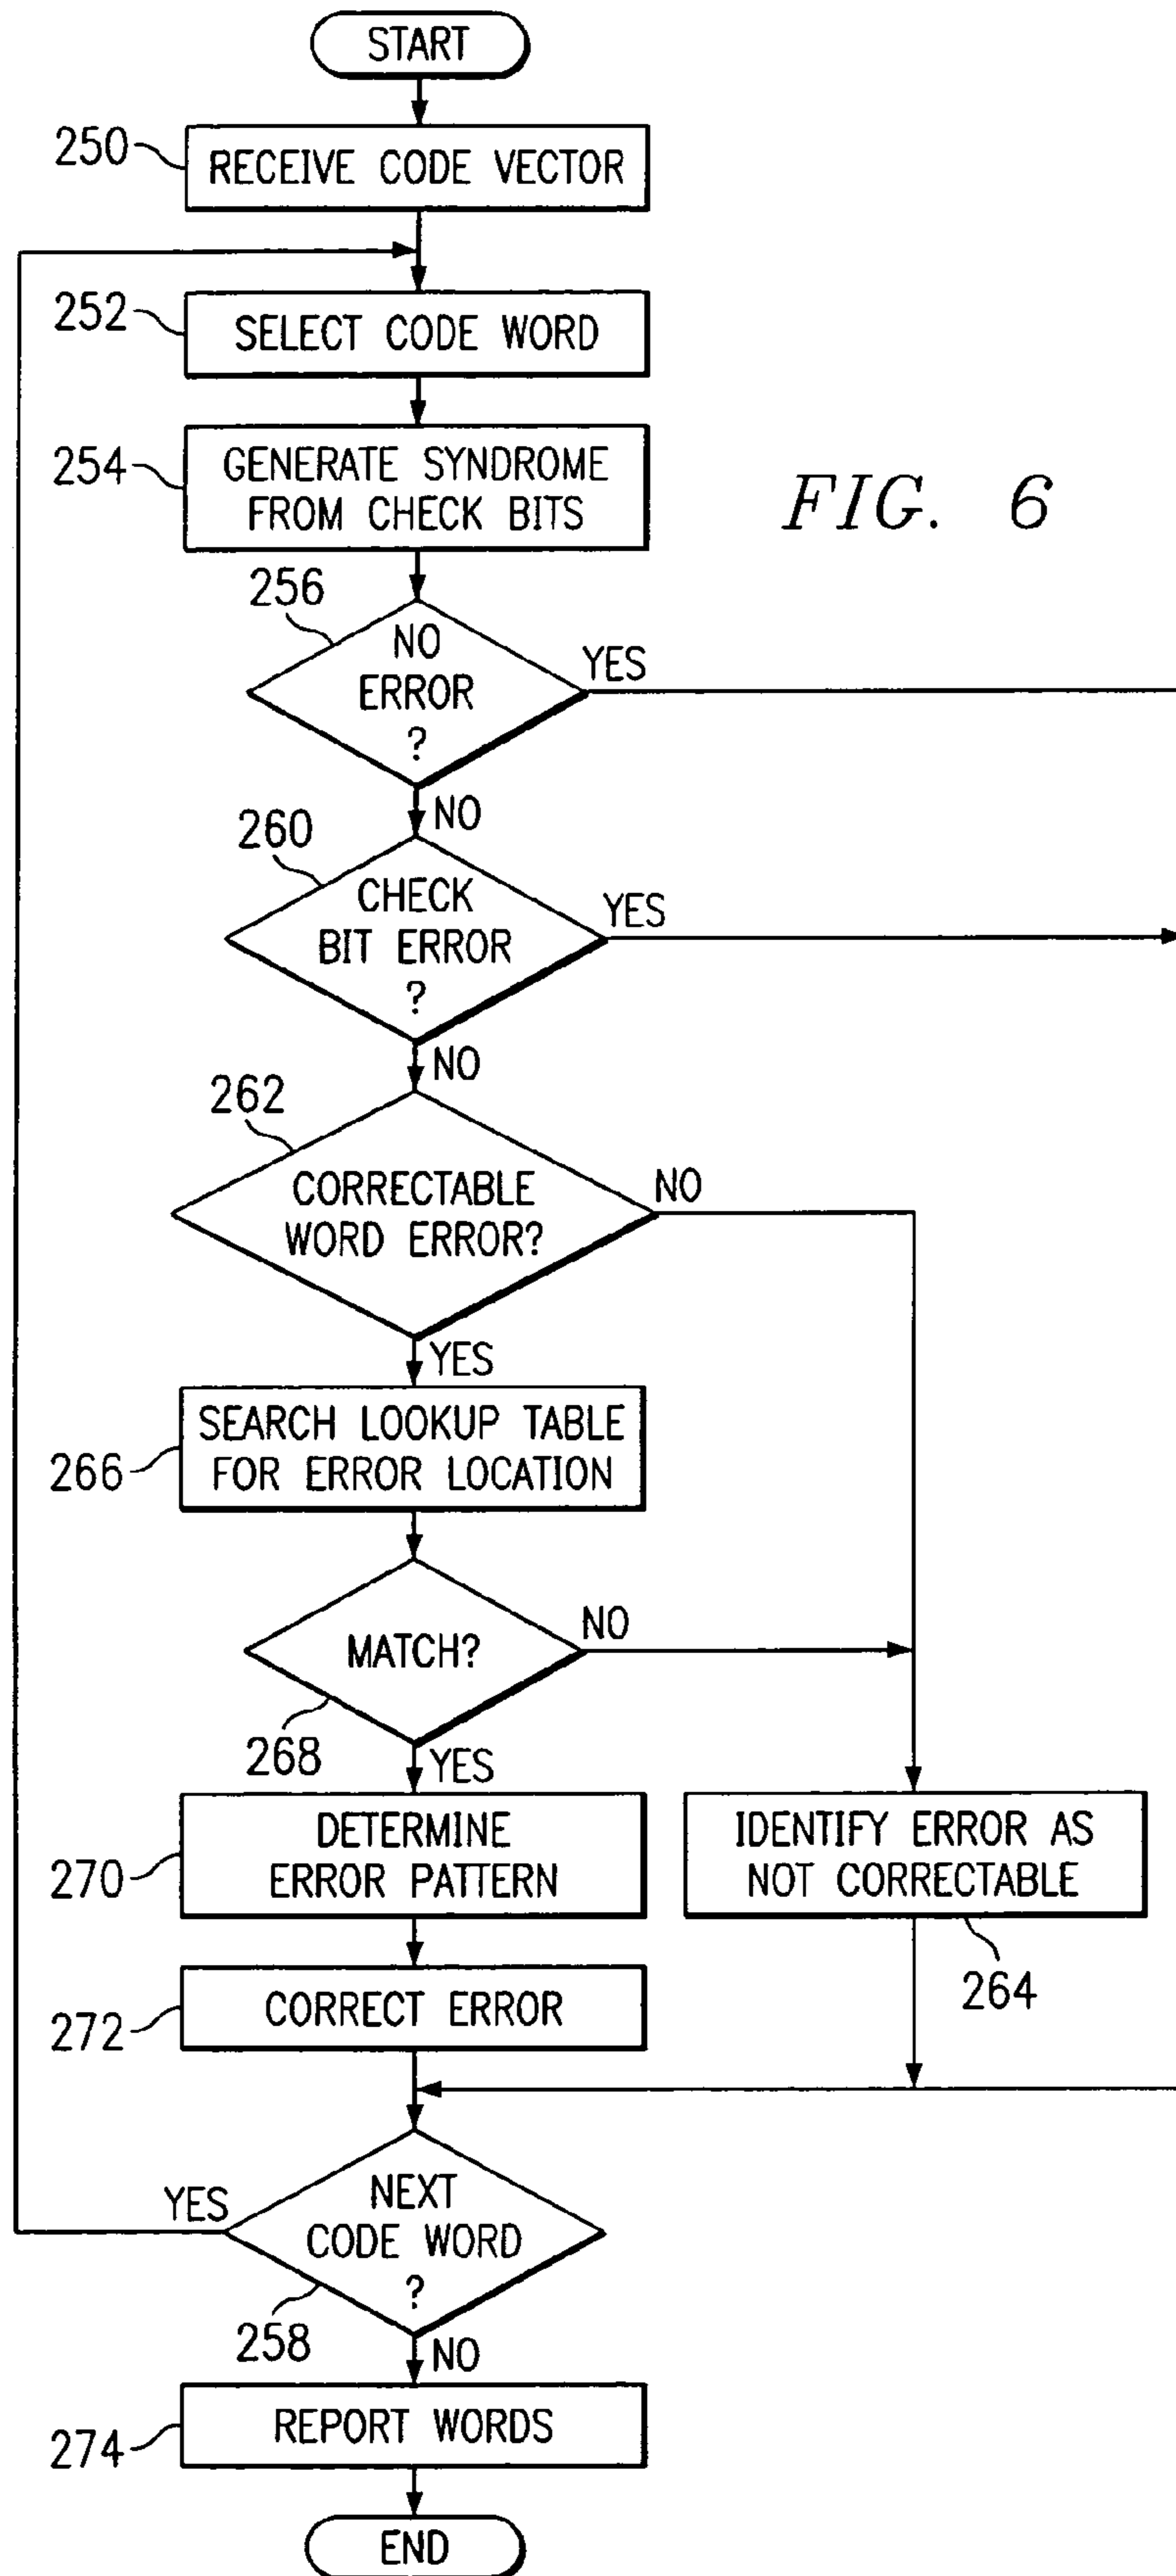 START
250
RECEIVE CODE VECTOR
252
SELECT CODE WORD
254
GENERATE SYNDROME
FROM CHECK BITS
FIG. 6
256
NO
ERROR
?
YES
NO
260
CHECK
BIT ERROR
?
YES
NO
262
CORRECTABLE
WORD ERROR?
NO
YES
266
SEARCH LOOKUP TABLE
FOR ERROR LOCATION
MATCH?
NO
268
YES
270
DETERMINE
ERROR PATTERN
IDENTIFY ERROR AS
NOT CORRECTABLE
264
272
CORRECT ERROR
YES
NEXT
CODE WORD
?
258
NO
274
REPORT WORDS
END